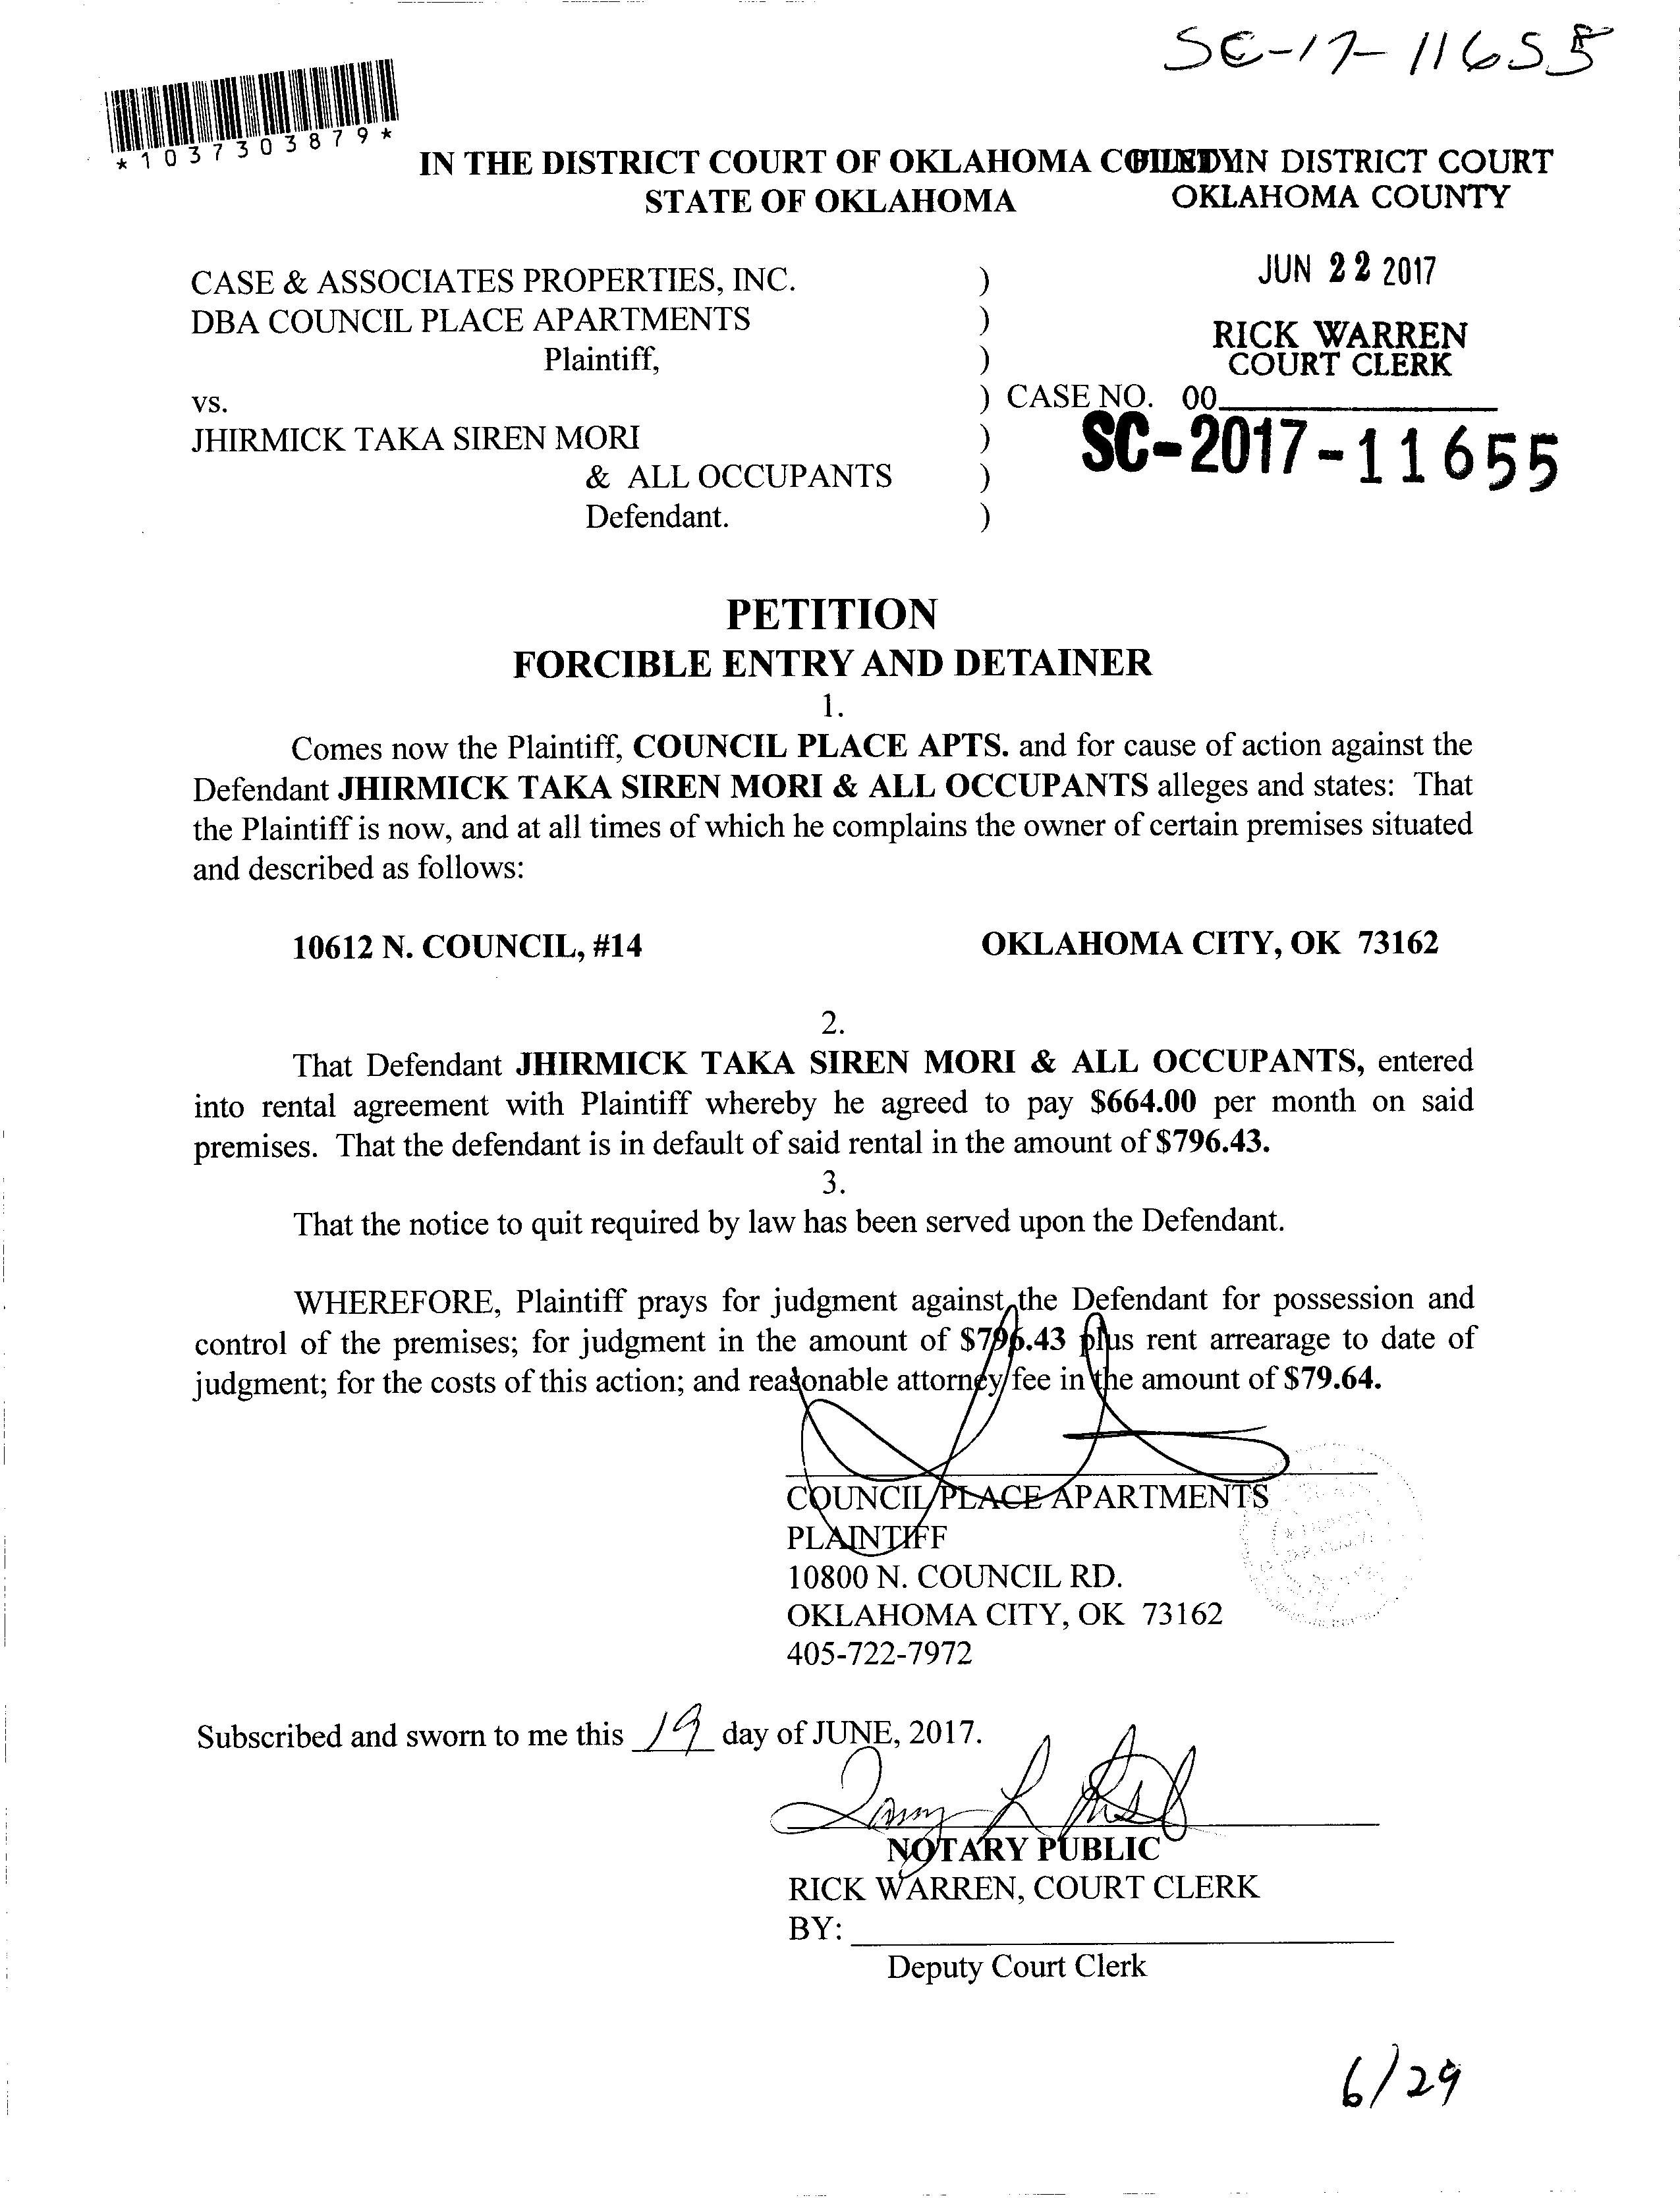 SC-17-11655
*1037303879*
IN THE DISTRICT COURT OF OKLAHOMA COUNTY
STATE OF OKLAHOMA
FILED IN DISTRICT COURT
OKLAHOMA COUNTY
JUN 22 2017
RICK WARREN
COURT CLERK
CASE & ASSOCIATES PROPERTIES, INC. )
DBA COUNCIL PLACE APARTMENTS )
Plaintiff, )
vs. ) CASE NO. 00
SC-2017-11655
JHIRMICK TAKA SIREN MORI )
& ALL OCCUPANTS )
Defendant. )
PETITION
FORCIBLE ENTRY AND DETAINER
1.
Comes now the Plaintiff, COUNCIL PLACE APTS. and for cause of action against the
Defendant JHIRMICK TAKA SIREN MORI & ALL OCCUPANTS alleges and states: That
the Plaintiff is now, and at all times of which he complains the owner of certain premises situated
and described as follows:
10612 N. COUNCIL, #14 OKLAHOMA CITY, OK 73162
2.
That Defendant JHIRMICK TAKA SIREN MORI & ALL OCCUPANTS, entered
into rental agreement with Plaintiff whereby he agreed to pay $664.00 per month on said
premises. That the defendant is in default of said rental in the amount of $796.43.
3.
That the notice to quit required by law has been served upon the Defendant.
WHEREFORE, Plaintiff prays for judgment against the Defendant for possession and
control of the premises; for judgment in the amount of $796.43 plus rent arrearage to date of
judgment; for the costs of this action; and reasonable attorney fee in the amount of $79.64.
COUNCIL PLACE APARTMENTS
PLAINTIFF
10800 N. COUNCIL RD.
OKLAHOMA CITY, OK 73162
405-722-7972
Subscribed and sworn to me this 19 day of JUNE, 2017.
NOTARY PUBLIC
RICK WARREN, COURT CLERK
BY:
Deputy Court Clerk
6/29